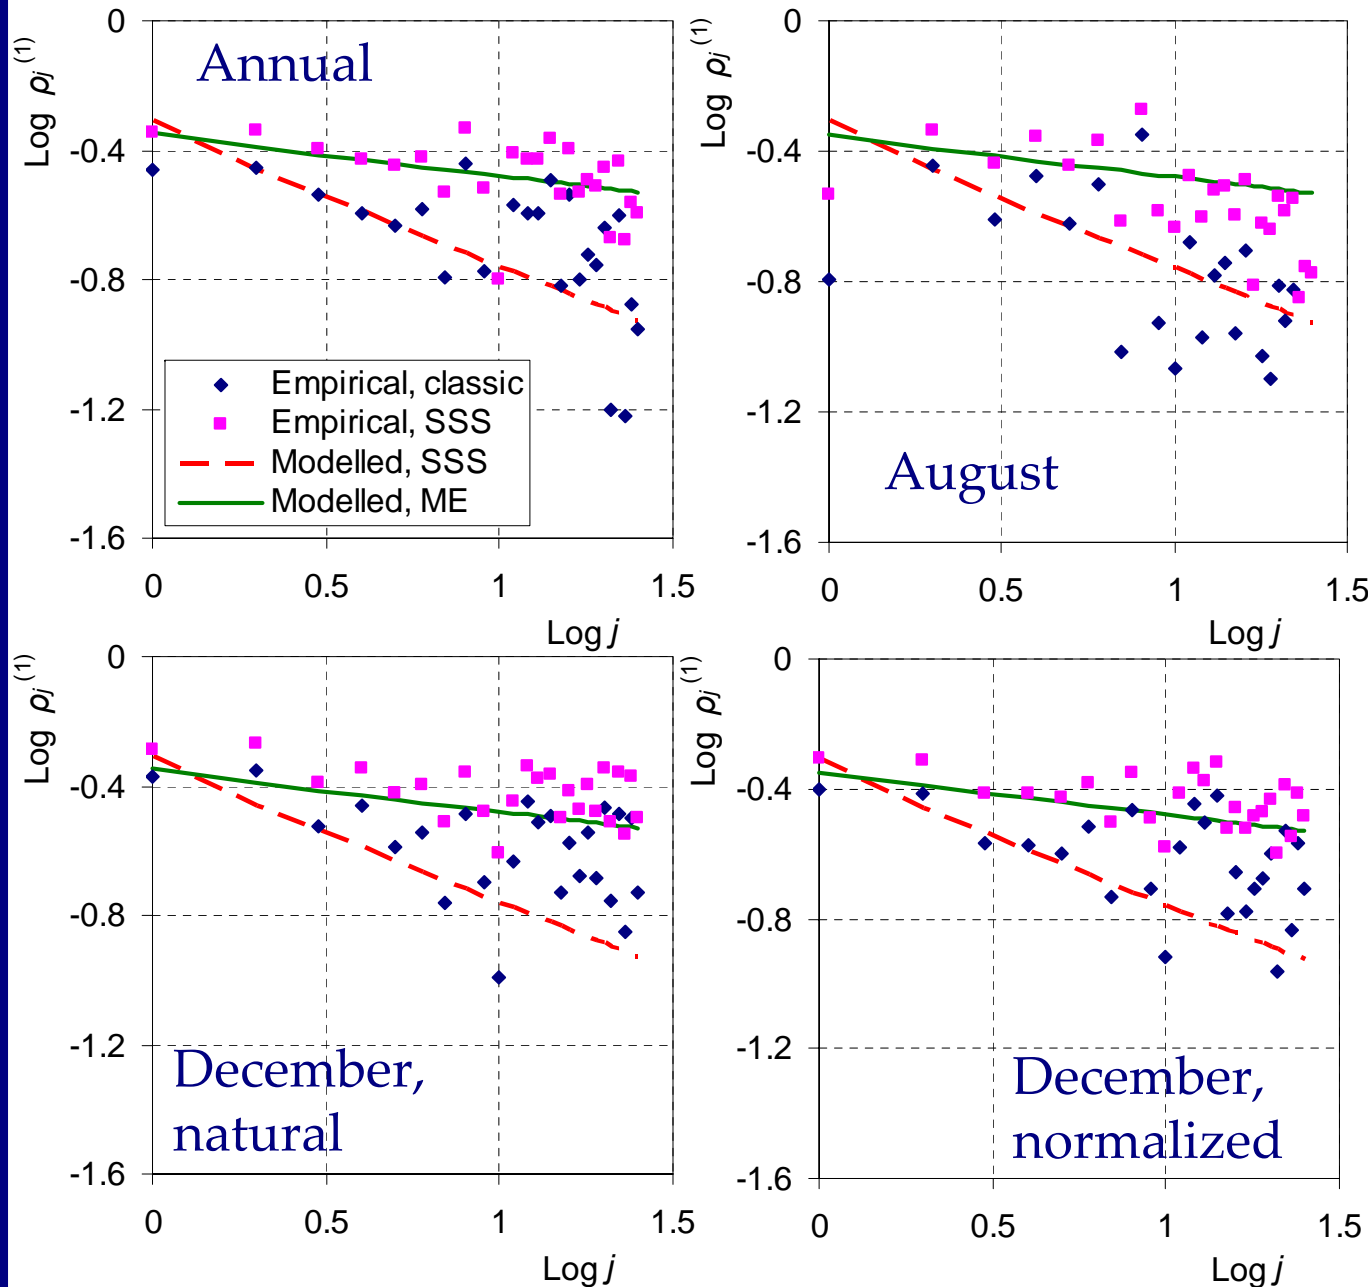 Log ρj (1)
0
-0.4
-0.8
-1.2
-1.6
0 0.5 1 1.5
Log j
Annual
Empirical, classic
Empirical, SSS
Modelled, SSS
Modelled, ME
Log ρj (1)
0
-0.4
-0.8
-1.2
-1.6
0 0.5 1 1.5
Log j
August
Log ρj (1)
0
-0.4
-0.8
-1.2
-1.6
0 0.5 1 1.5
Log j
December,
natural
Log ρj (1)
0
-0.4
-0.8
-1.2
-1.6
0 0.5 1 1.5
Log j
December,
normalized